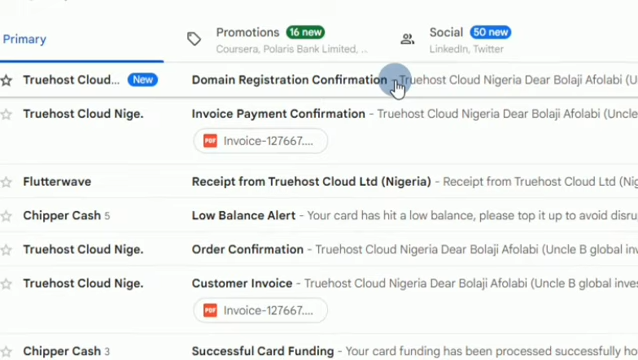 Primary
Promotions 16 new
Coursera, Polaris Bank Limited, ..
Social 50 new
LinkedIn, Twitter
Truehost Cloud... New Domain Registration Confirmation - Truehost Cloud Nigeria Dear Bolaji Afolabi (U
Truehost Cloud Nige. Invoice Payment Confirmation - Truehost Cloud Nigeria Dear Bolaji Afolabi (Uncle
PDF Invoice-127667....
Flutterwave Receipt from Truehost Cloud Ltd (Nigeria) - Receipt from Truehost Cloud Ltd (Nig
Chipper Cash 5 Low Balance Alert - Your card has hit a low balance, please top it up to avoid disru
Truehost Cloud Nige. Order Confirmation - Truehost Cloud Nigeria Dear Bolaji Afolabi (Uncle B global inv
Truehost Cloud Nige. Customer Invoice - Truehost Cloud Nigeria Dear Bolaji Afolabi (Uncle B global inves
PDF Invoice-127667....
Chipper Cash 3 Successful Card Funding - Your card funding has been processed successfully ho